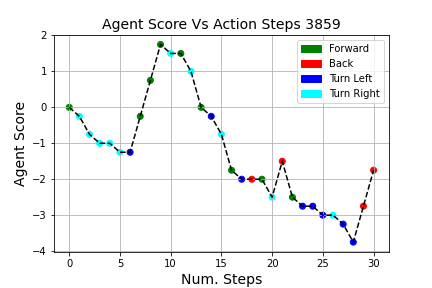 Agent Score Vs Action Steps 3859
Agent Score
2
1
0
−1
−2
−3
−4
Forward
Back
Turn Left
Turn Right
0 5 10 15 20 25 30
Num. Steps